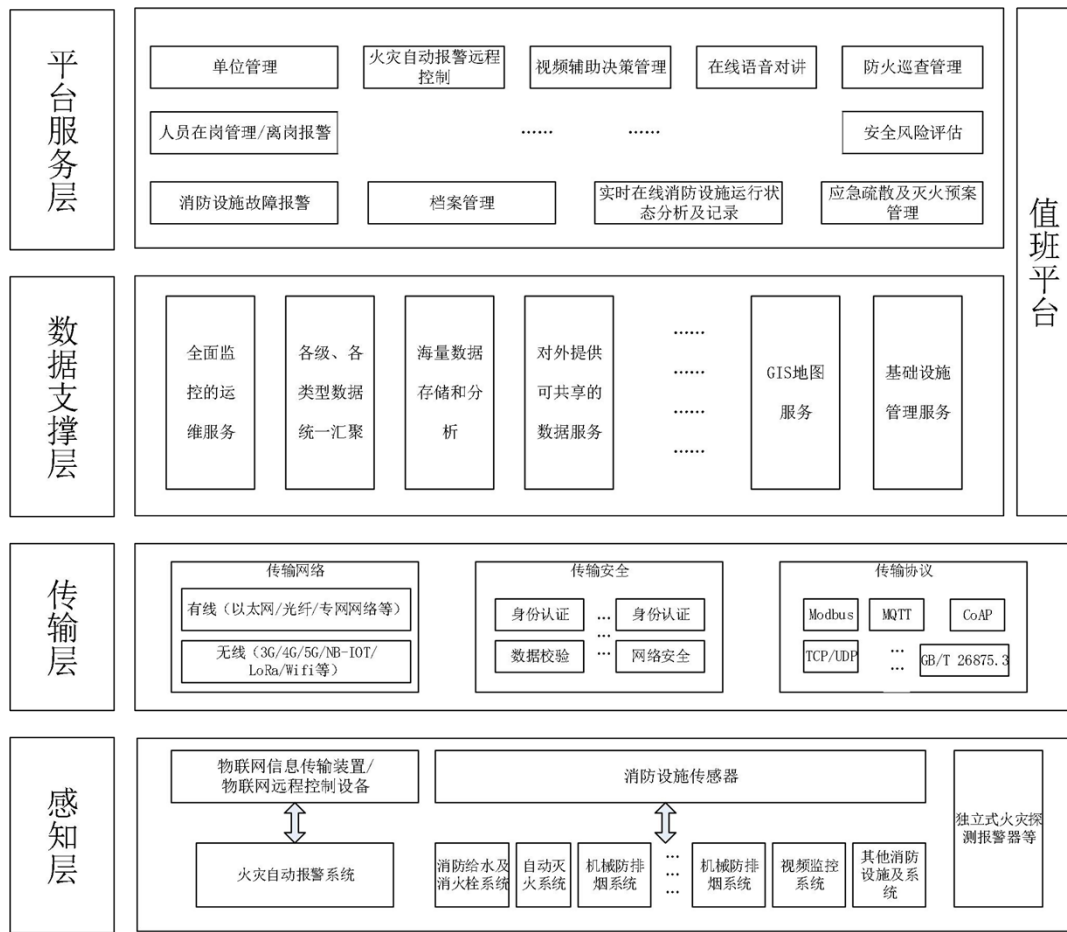 平台服务层
单位管理
火灾自动报警远程
控制
视频辅助决策管理
在线语音对讲
防火巡查管理
人员在岗管理/离岗报警
……
……
安全风险评估
消防设施故障报警
档案管理
实时在线消防设施运行状
态分析及记录
应急疏散及灭火预案
管理
值班平台
数据支撑层
全面监
控的运
维服务
各级、各
类型数据
统一汇聚
海量数据
存储和分
析
对外提供
可共享的
数据服务
……
……
……
……
GIS地图
服务
基础设施
管理服务
传输层
传输网络
有线（以太网/光纤/专网网络等）
无线（3G/4G/5G/NB-IOT/
LoRa/Wifi等）
传输安全
身份认证
…
身份认证
…
数据校验
…
网络安全
传输协议
Modbus
MQTT
CoAP
TCP/UDP
…
…
GB/T 26875.3
感知层
物联网信息传输装置/
物联网远程控制设备
火灾自动报警系统
消防设施传感器
消防给水及
消火栓系统
自动灭
火系统
机械防排
烟系统
…
…
…
机械防排
烟系统
视频监控
系统
其他消防
设施及系
统
独立式火灾探
测报警器等